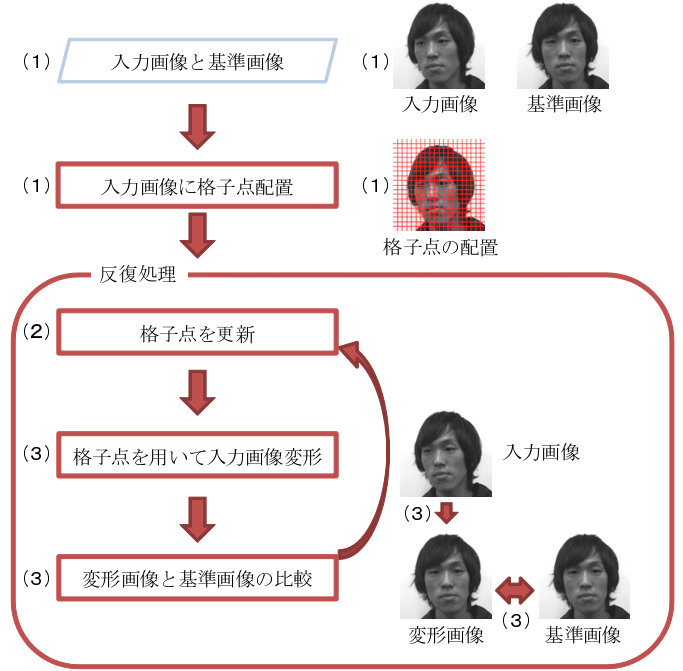 (1) 入力画像と基準画像
(1)
入力画像 基準画像
(1) 入力画像に格子点配置
(1)
格子点の配置
反復処理
(2) 格子点を更新
(3) 格子点を用いて入力画像変形
入力画像
(3)
(3) 変形画像と基準画像の比較
(3)
変形画像 基準画像